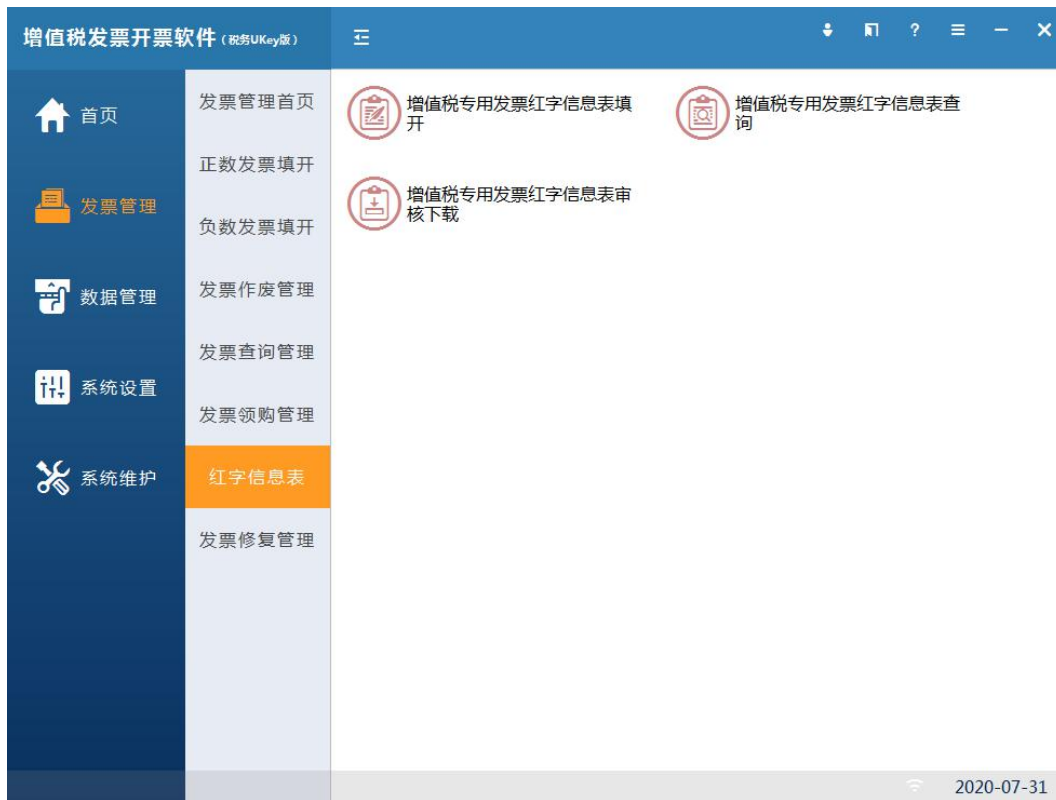 增值税发票开票软件（税务UKey版）
?
首页
发票管理
数据管理
系统设置
系统维护
发票管理首页
正数发票填开
负数发票填开
发票作废管理
发票查询管理
发票领购管理
红字信息表
发票修复管理
增值税专用发票红字信息表填
开
增值税专用发票红字信息表查
询
增值税专用发票红字信息表审
核下载
2020-07-31